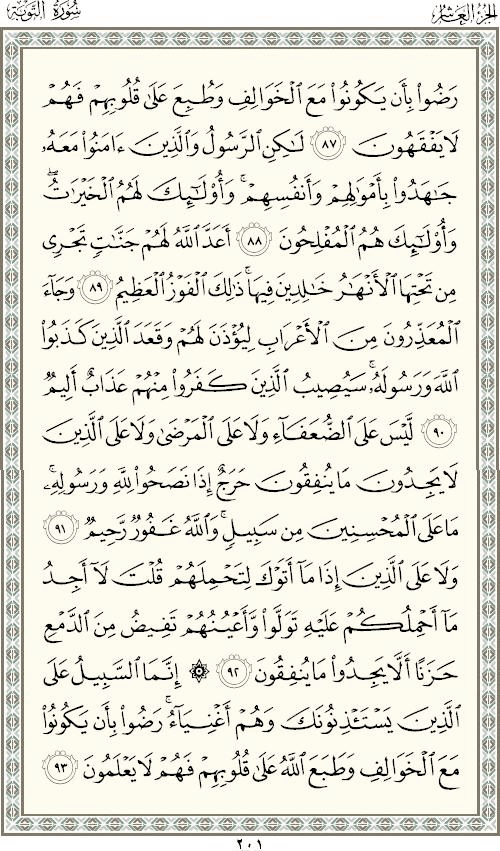 الجزء العاشر سورة التوبة
رَضُوا۟ بِأَن يَكُونُوا۟ مَعَ ٱلْخَوَالِفِ وَطُبِعَ عَلَىٰ قُلُوبِهِمْ فَهُمْ
لَا يَفْقَهُونَ ٨٧ لَٰكِنِ ٱلرَّسُولُ وَٱلَّذِينَ ءَامَنُوا۟ مَعَهُۥ
جَٰهَدُوا۟ بِأَمْوَٰلِهِمْ وَأَنفُسِهِمْ ۚ وَأُو۟لَٰٓئِكَ لَهُمُ ٱلْخَيْرَٰتُ ۖ
وَأُو۟لَٰٓئِكَ هُمُ ٱلْمُفْلِحُونَ ٨٨ أَعَدَّ ٱللَّهُ لَهُمْ جَنَّٰتٍ تَجْرِى
مِن تَحْتِهَا ٱلْأَنْهَٰرُ خَٰلِدِينَ فِيهَا ۚ ذَٰلِكَ ٱلْفَوْزُ ٱلْعَظِيمُ ٨٩ وَجَآءَ
ٱلْمُعَذِّرُونَ مِنَ ٱلْأَعْرَابِ لِيُؤْذَنَ لَهُمْ وَقَعَدَ ٱلَّذِينَ كَذَبُوا۟
ٱللَّهَ وَرَسُولَهُۥ ۚ سَيُصِيبُ ٱلَّذِينَ كَفَرُوا۟ مِنْهُمْ عَذَابٌ أَلِيمٌ
٩٠ لَّيْسَ عَلَى ٱلضُّعَفَآءِ وَلَا عَلَى ٱلْمَرْضَىٰ وَلَا عَلَى ٱلَّذِينَ
لَا يَجِدُونَ مَا يُنفِقُونَ حَرَجٌ إِذَا نَصَحُوا۟ لِلَّهِ وَرَسُولِهِۦ ۚ
مَا عَلَى ٱلْمُحْسِنِينَ مِن سَبِيلٍ ۚ وَٱللَّهُ غَفُورٌ رَّحِيمٌ ٩١
وَلَا عَلَى ٱلَّذِينَ إِذَا مَآ أَتَوْكَ لِتَحْمِلَهُمْ قُلْتَ لَآ أَجِدُ
مَآ أَحْمِلُكُمْ عَلَيْهِ تَوَلَّوا۟ وَّأَعْيُنُهُمْ تَفِيضُ مِنَ ٱلدَّمْعِ
حَزَنًا أَلَّا يَجِدُوا۟ مَا يُنفِقُونَ ٩٢ ۞ إِنَّمَا ٱلسَّبِيلُ عَلَى
ٱلَّذِينَ يَسْتَـْٔذِنُونَكَ وَهُمْ أَغْنِيَآءُ ۚ رَضُوا۟ بِأَن يَكُونُوا۟
مَعَ ٱلْخَوَالِفِ وَطَبَعَ ٱللَّهُ عَلَىٰ قُلُوبِهِمْ فَهُمْ لَا يَعْلَمُونَ ٩٣
٢٠١